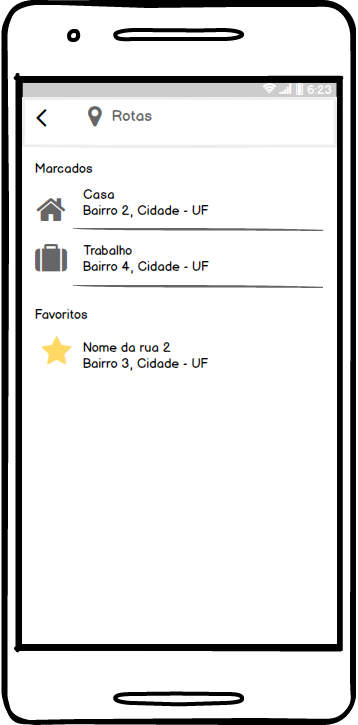 6:23
Rotas
Marcados
Casa
Bairro 2, Cidade - UF
Trabalho
Bairro 4, Cidade - UF
Favoritos
Nome da rua 2
Bairro 3, Cidade - UF